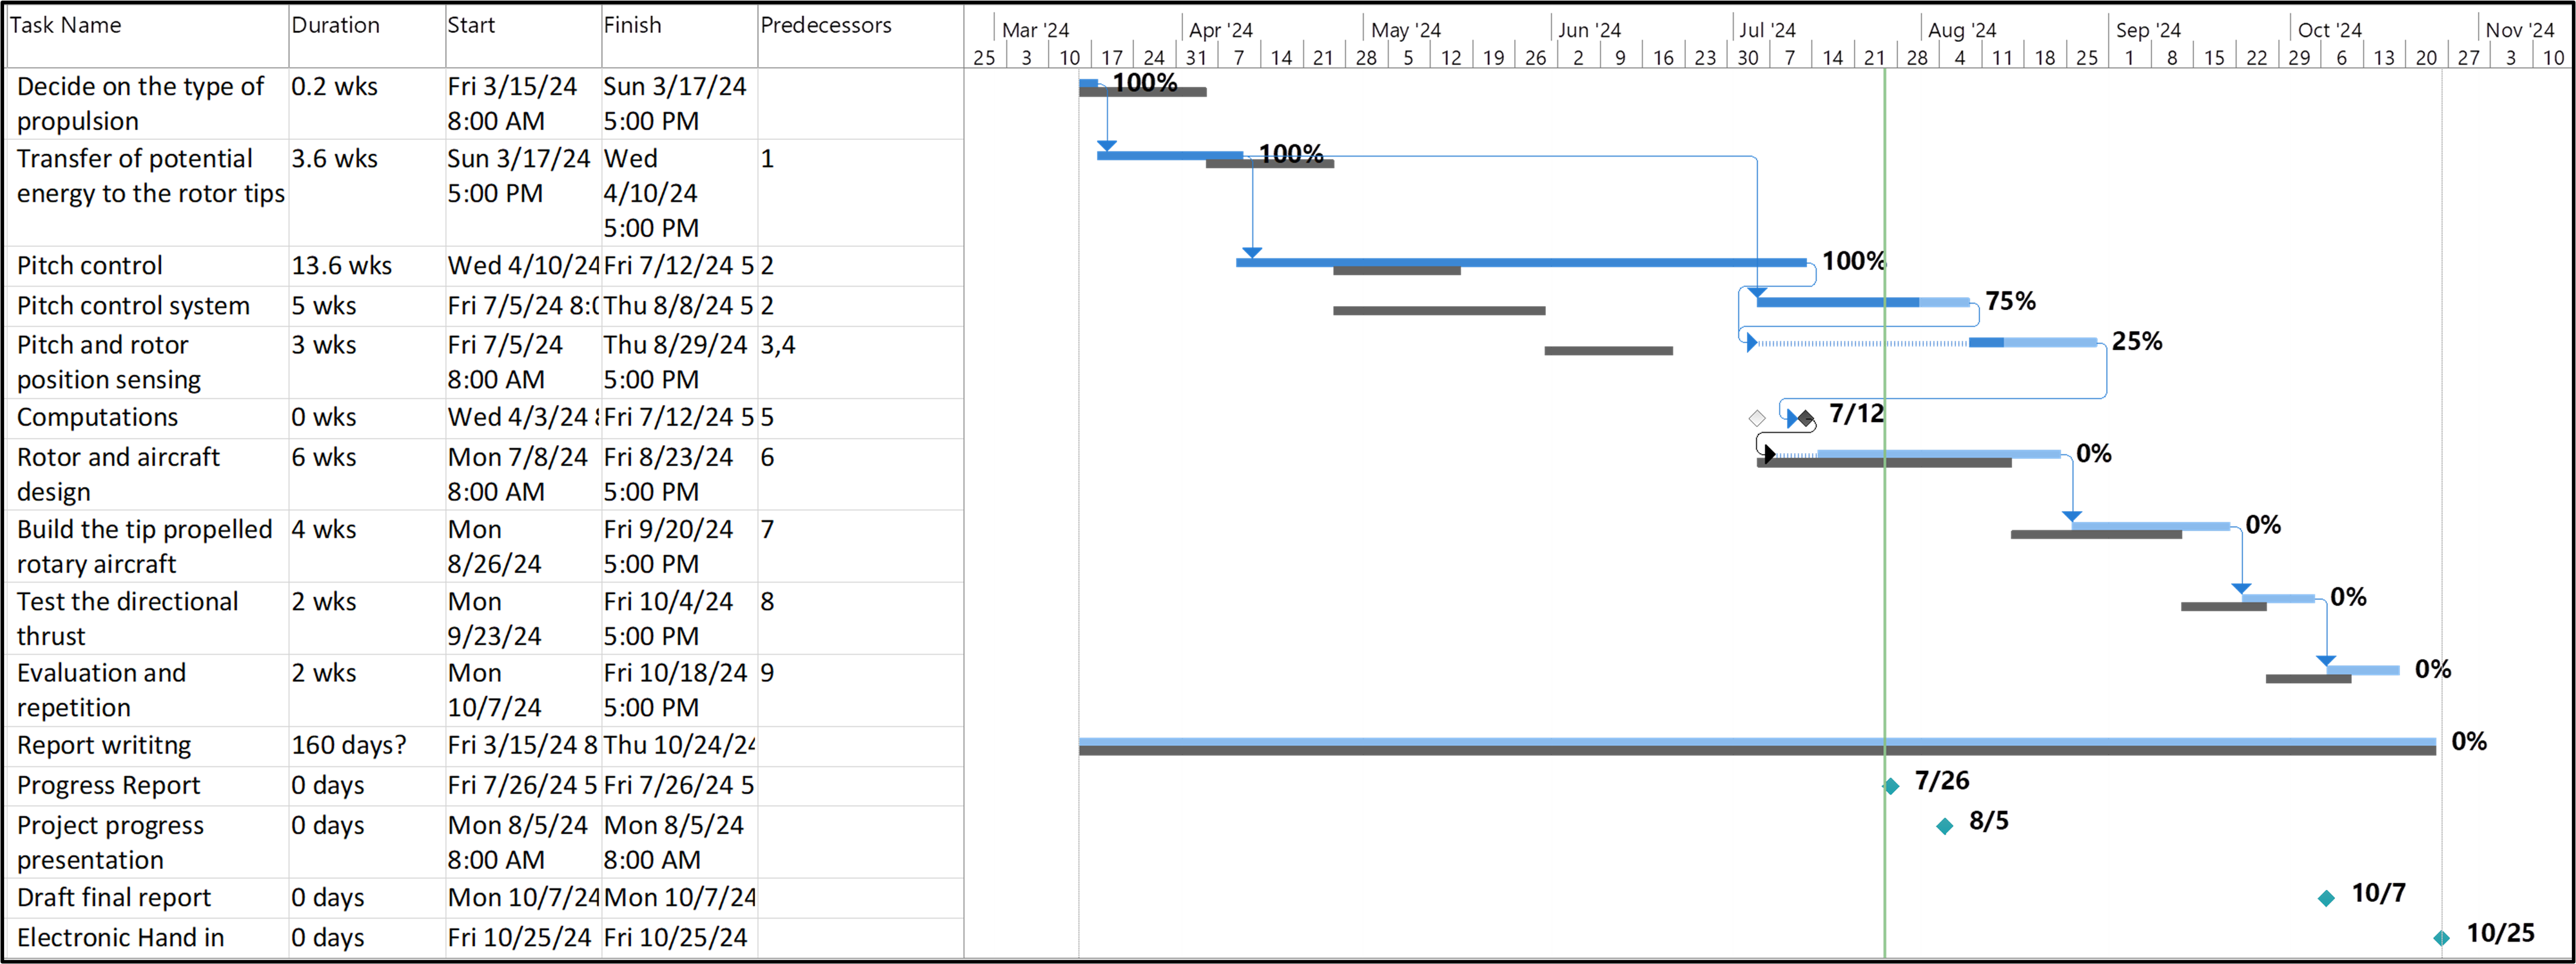 Task Name Duration Start Finish Predecessors
Mar '24 Apr '24 May '24 Jun '24 Jul '24 Aug '24 Sep '24 Oct '24 Nov '24
25 3 10 17 24 31 7 14 21 28 5 12 19 26 2 9 16 23 30 7 14 21 28 4 11 18 25 1 8 15 22 29 6 13 20 27 3 10
Decide on the type of 0.2 wks Fri 3/15/24 Sun 3/17/24 100%
propulsion 8:00 AM 5:00 PM
Transfer of potential 3.6 wks Sun 3/17/24 Wed 1 100%
energy to the rotor tips 5:00 PM 4/10/24
5:00 PM
Pitch control 13.6 wks Wed 4/10/24 Fri 7/12/24 5 2 100%
Pitch control system 5 wks Fri 7/5/24 8:0 Thu 8/8/24 5 2 75%
Pitch and rotor 3 wks Fri 7/5/24 Thu 8/29/24 3,4 25%
position sensing 8:00 AM 5:00 PM
Computations 0 wks Wed 4/3/24 8 Fri 7/12/24 5 5 7/12
Rotor and aircraft 6 wks Mon 7/8/24 Fri 8/23/24 6 0%
design 8:00 AM 5:00 PM
Build the tip propelled 4 wks Mon Fri 9/20/24 7 0%
rotary aircraft 8/26/24 5:00 PM
Test the directional 2 wks Mon Fri 10/4/24 8 0%
thrust 9/23/24 5:00 PM
Evaluation and 2 wks Mon Fri 10/18/24 9 0%
repetition 10/7/24 5:00 PM
Report writitng 160 days? Fri 3/15/24 8 Thu 10/24/24 0%
Progress Report 0 days Fri 7/26/24 5 Fri 7/26/24 5 7/26
Project progress 0 days Mon 8/5/24 Mon 8/5/24 8/5
presentation 8:00 AM 8:00 AM
Draft final report 0 days Mon 10/7/24 Mon 10/7/24 10/7
Electronic Hand in 0 days Fri 10/25/24 Fri 10/25/24 10/25